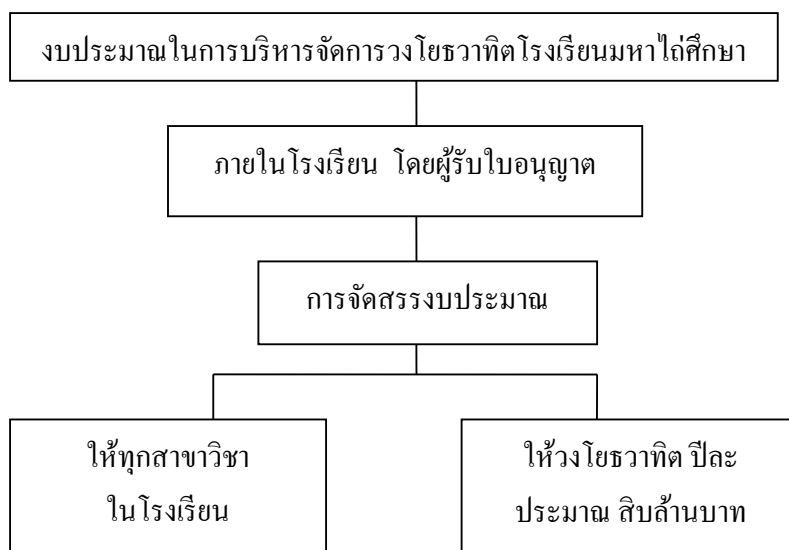 งบประมาณในการบริหารจัดการวงโยธวาทิตโรงเรียนมหาไถ่ศึกษา
ภายในโรงเรียน โดยผู้รับใบอนุญาต
การจัดสรรงบประมาณ
ให้ทุกสาขาวิชา
ในโรงเรียน
ให้วงโยธวาทิต ปีละ
ประมาณ สิบล้านบาท